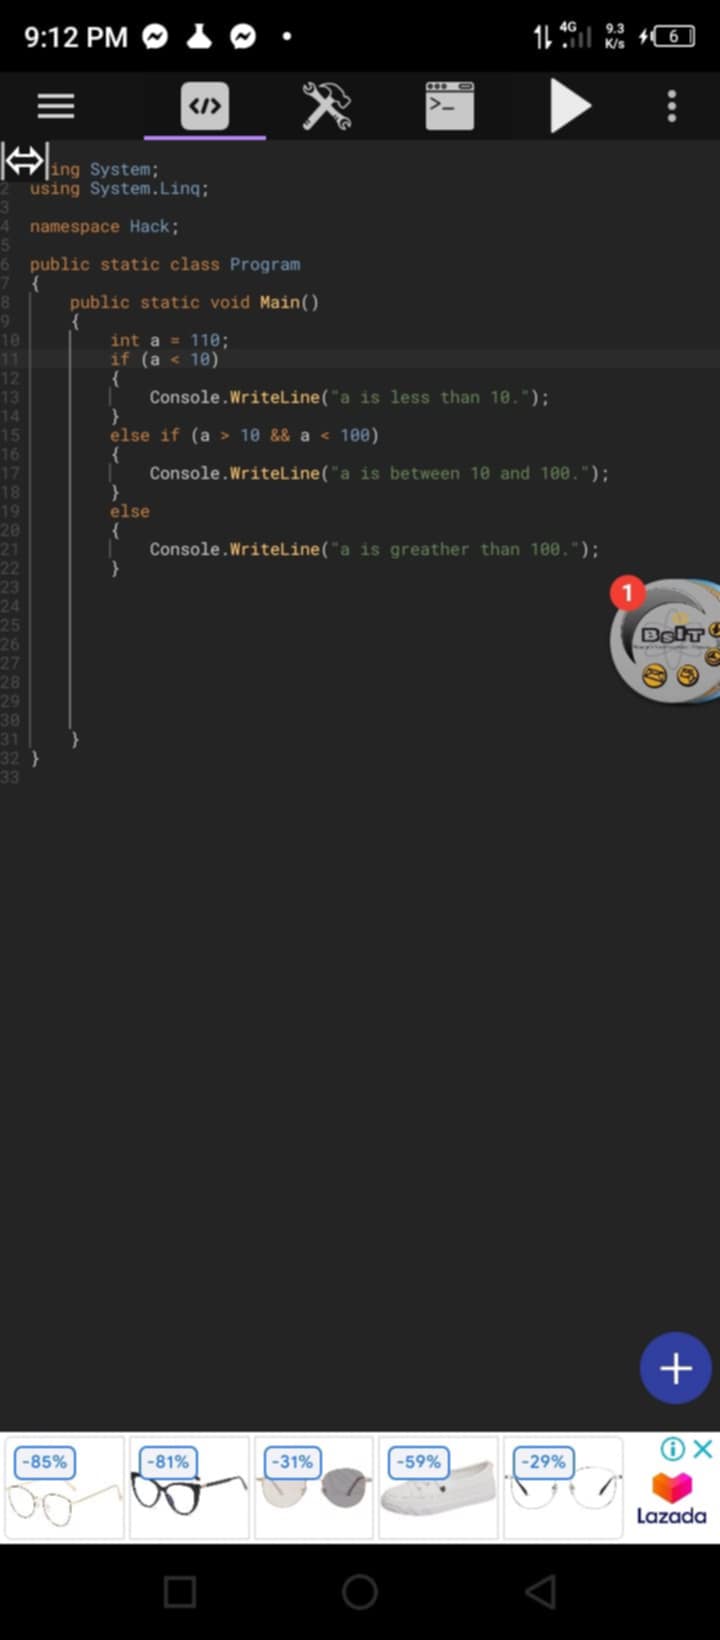 9:12 PM 4G 9.3 K/s 6
ing System;
2 using System.Linq;
3
4 namespace Hack;
5
6 public static class Program
7 {
8 public static void Main()
9 {
10 int a = 110;
11 if (a < 10)
12 {
13 Console.WriteLine("a is less than 10.");
14 }
15 else if (a > 10 && a < 100)
16 {
17 Console.WriteLine("a is between 10 and 100.");
18 }
19 else
20 {
21 Console.WriteLine("a is greather than 100.");
22 }
23
24
25
26
27
28
29
30
31 }
32 }
33
1
BSIT
-85% -81% -31% -59% -29%
Lazada